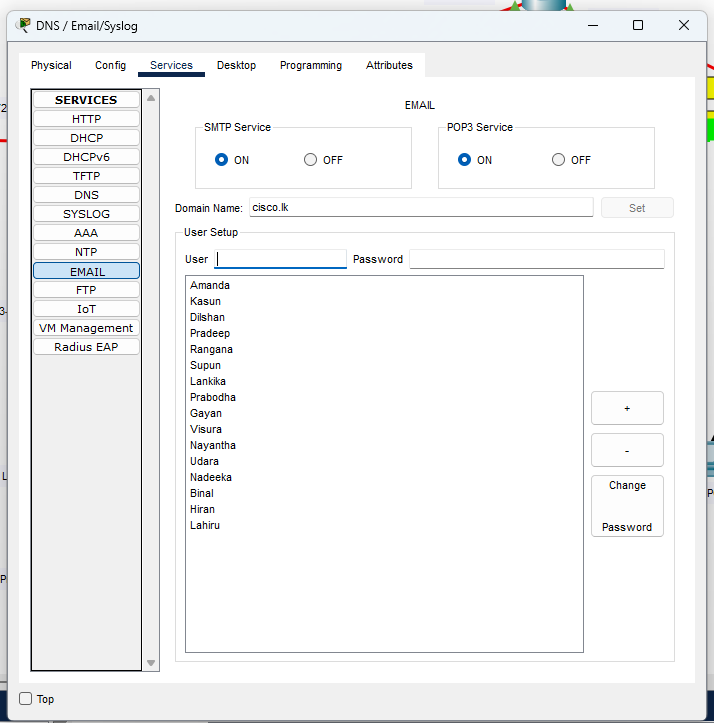 DNS / Email/Syslog
Physical Config Services Desktop Programming Attributes
SERVICES
HTTP
DHCP
DHCPv6
TFTP
DNS
SYSLOG
AAA
NTP
EMAIL
FTP
IoT
VM Management
Radius EAP
EMAIL
SMTP Service
ON OFF
POP3 Service
ON OFF
Domain Name: cisco.lk Set
User Setup
User Password
Amanda
Kasun
Dilshan
Pradeep
Rangana
Supun
Lankika
Prabodha
Gayan
Visura
Nayantha
Udara
Nadeeka
Binal
Hiran
Lahiru
+
-
Change
Password
Top